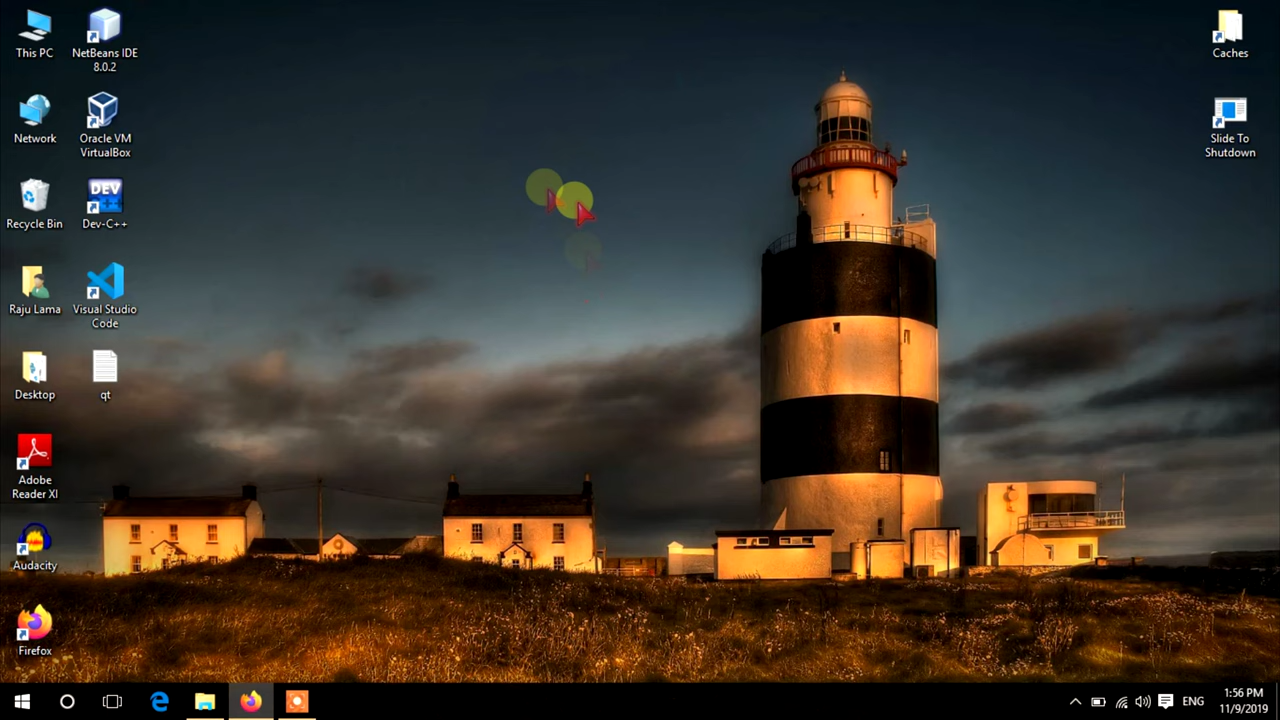 This PC
NetBeans IDE
8.0.2
Network
Oracle VM
VirtualBox
Recycle Bin
DEV
Dev-C++
Raju Lama
Visual Studio
Code
Desktop
qt
Adobe
Reader XI
Audacity
Firefox
Caches
Slide To
Shutdown
ENG
1:56 PM
11/9/2019